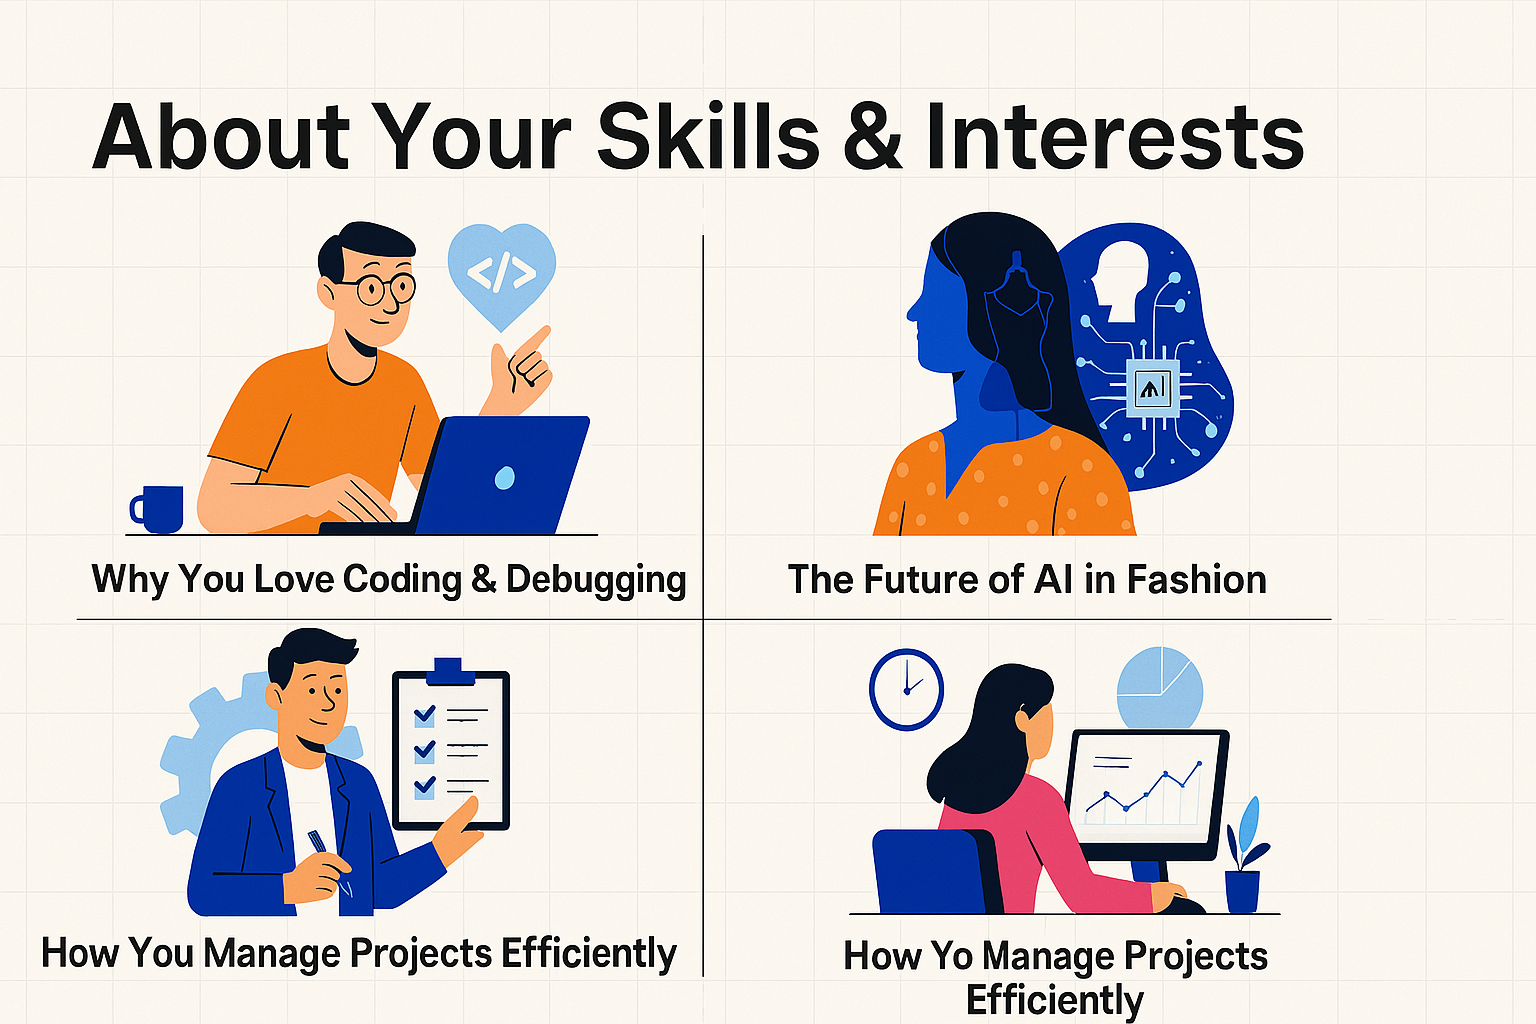 About Your Skills & Interests
</>
Why You Love Coding & Debugging
AI
The Future of AI in Fashion
How You Manage Projects Efficiently
How Yo Manage Projects
Efficiently